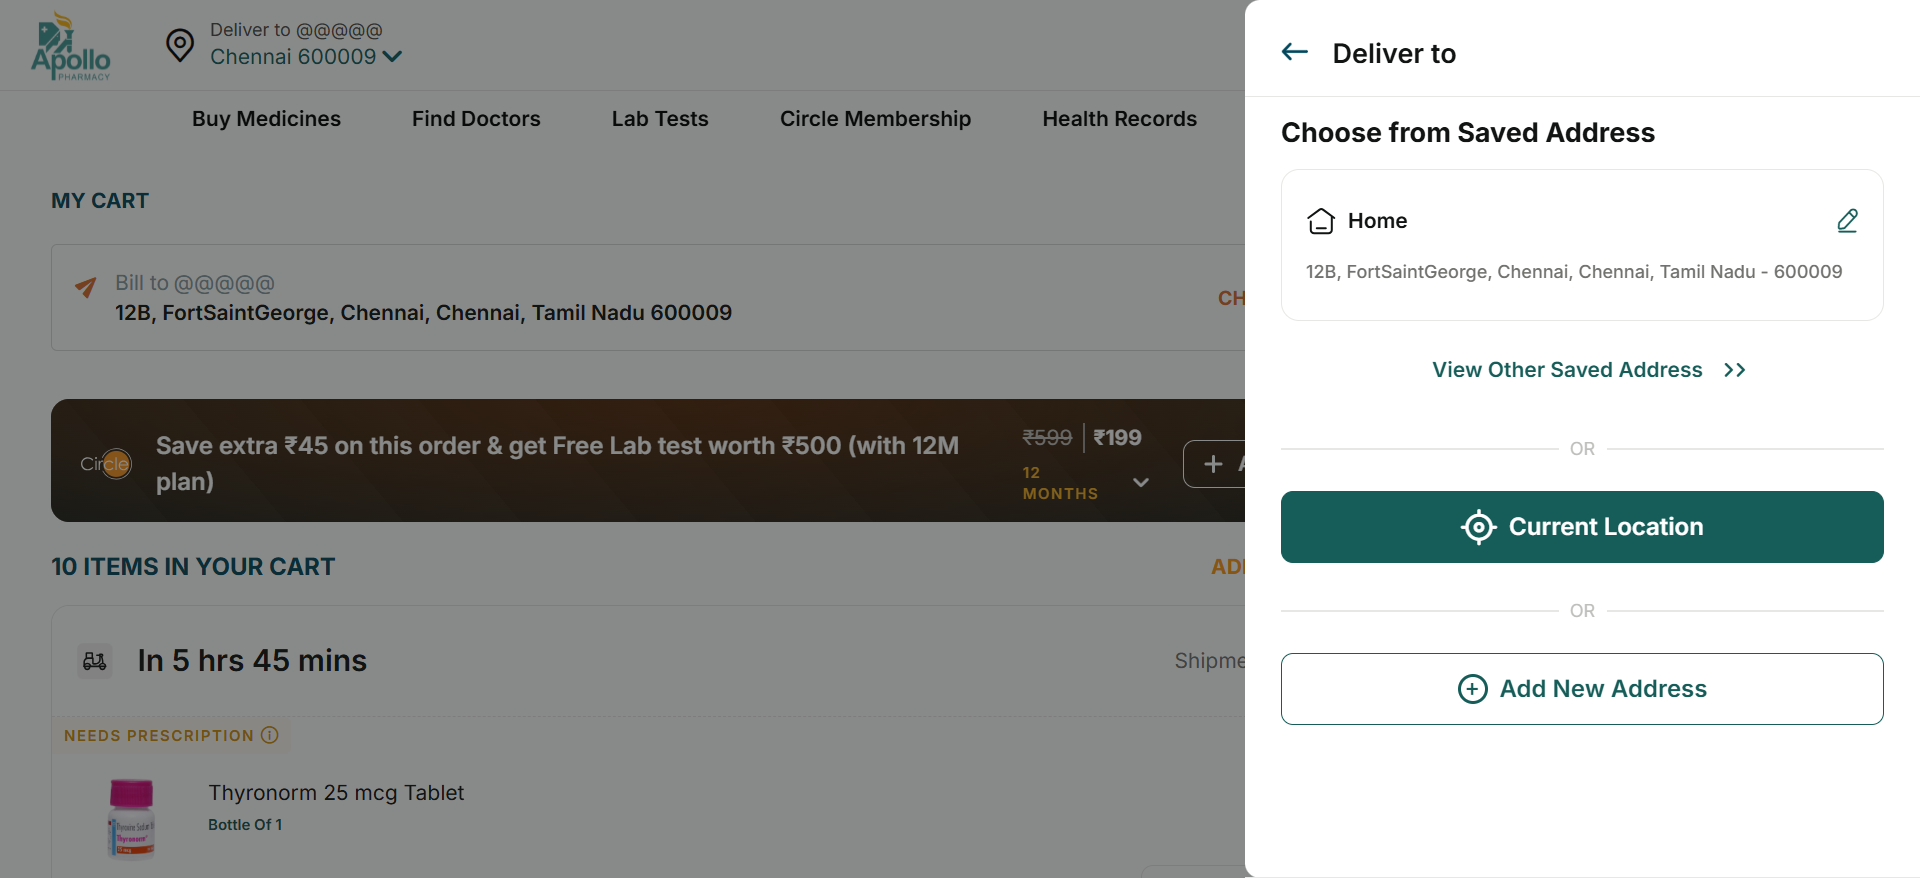 Apollo
PHARMACY
Deliver to @@@@@
Chennai 600009
Buy Medicines
Find Doctors
Lab Tests
Circle Membership
Health Records
MY CART
Bill to @@@@@
12B, FortSaintGeorge, Chennai, Chennai, Tamil Nadu 600009
Circle
Save extra ₹45 on this order & get Free Lab test worth ₹500 (with 12M
plan)
₹599
₹199
12
MONTHS
10 ITEMS IN YOUR CART
In 5 hrs 45 mins
NEEDS PRESCRIPTION
Thyronorm 25 mcg Tablet
Bottle Of 1
Thyronorm
Deliver to
Choose from Saved Address
Home
12B, FortSaintGeorge, Chennai, Chennai, Tamil Nadu - 600009
View Other Saved Address
OR
Current Location
OR
Add New Address